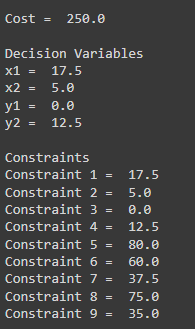 Cost =  250.0
Decision Variables
x1 =  17.5
x2 =  5.0
y1 =  0.0
y2 =  12.5
Constraints
Constraint 1 =  17.5
Constraint 2 =  5.0
Constraint 3 =  0.0
Constraint 4 =  12.5
Constraint 5 =  80.0
Constraint 6 =  60.0
Constraint 7 =  37.5
Constraint 8 =  75.0
Constraint 9 =  35.0